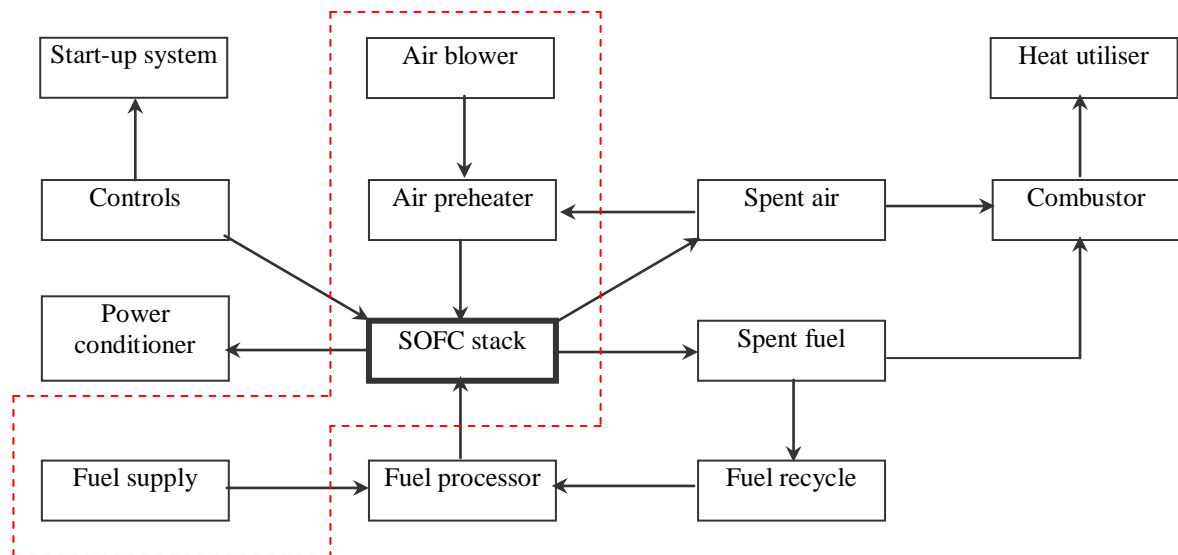 Start-up system
Air blower
Heat utiliser
Controls
Air preheater
Spent air
Combustor
Power
conditioner
SOFC stack
Spent fuel
Fuel supply
Fuel processor
Fuel recycle